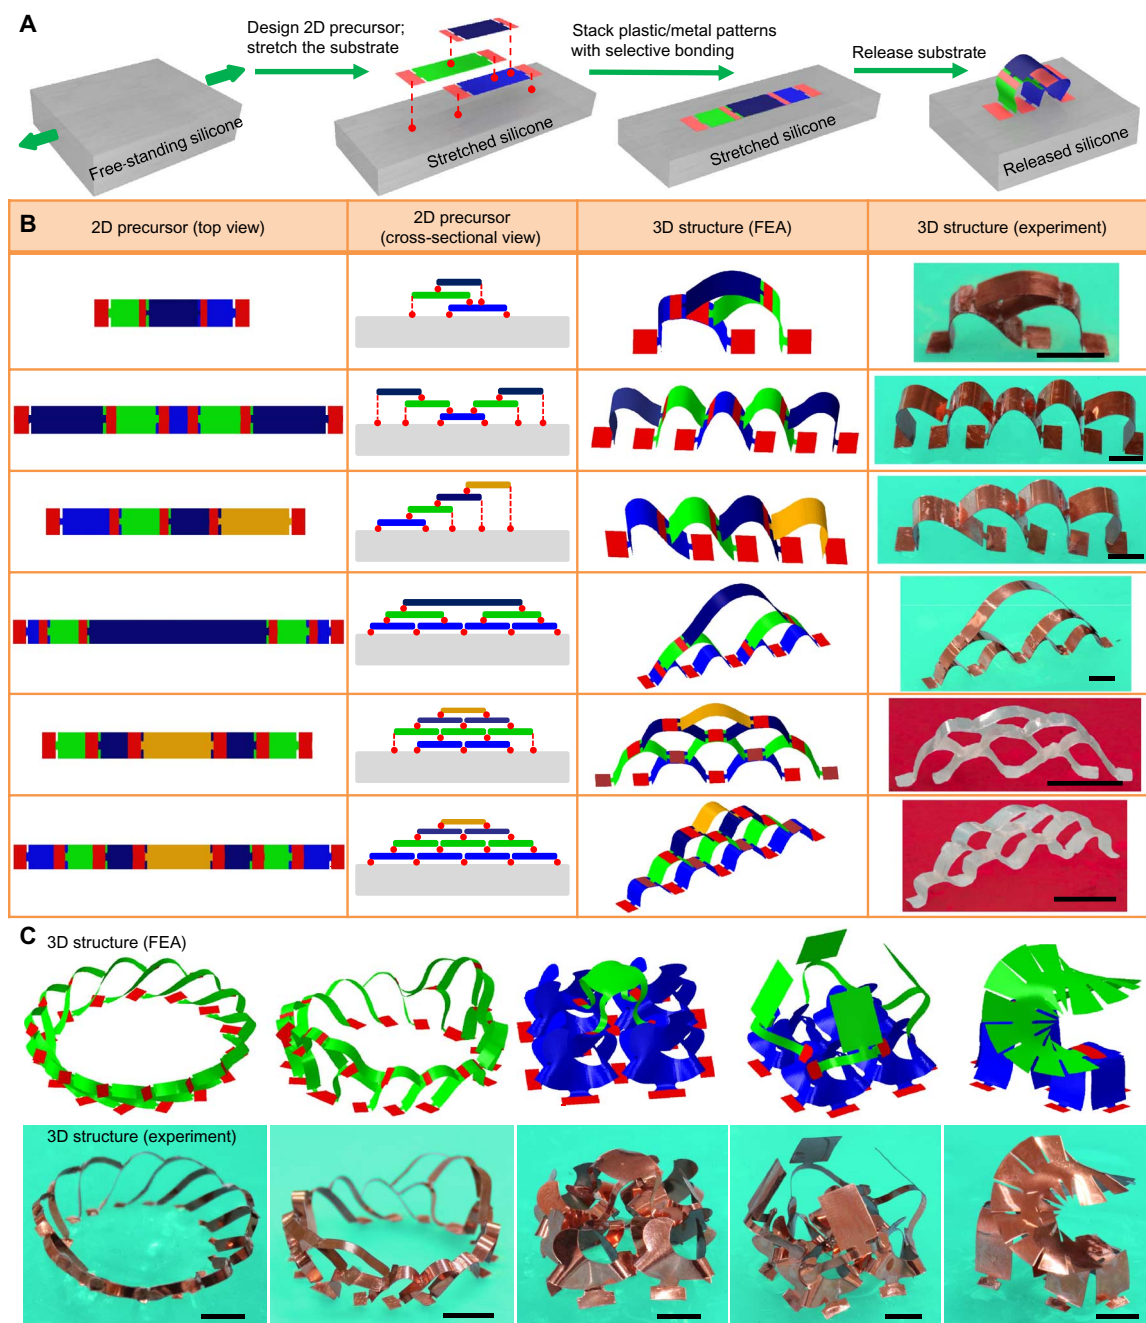 A
Design 2D precursor;
stretch the substrate
Stack plastic/metal patterns
with selective bonding
Release substrate
Free-standing silicone
Stretched silicone
Stretched silicone
Released silicone
B
2D precursor (top view)
2D precursor
(cross-sectional view)
3D structure (FEA)
3D structure (experiment)
C
3D structure (FEA)
3D structure (experiment)